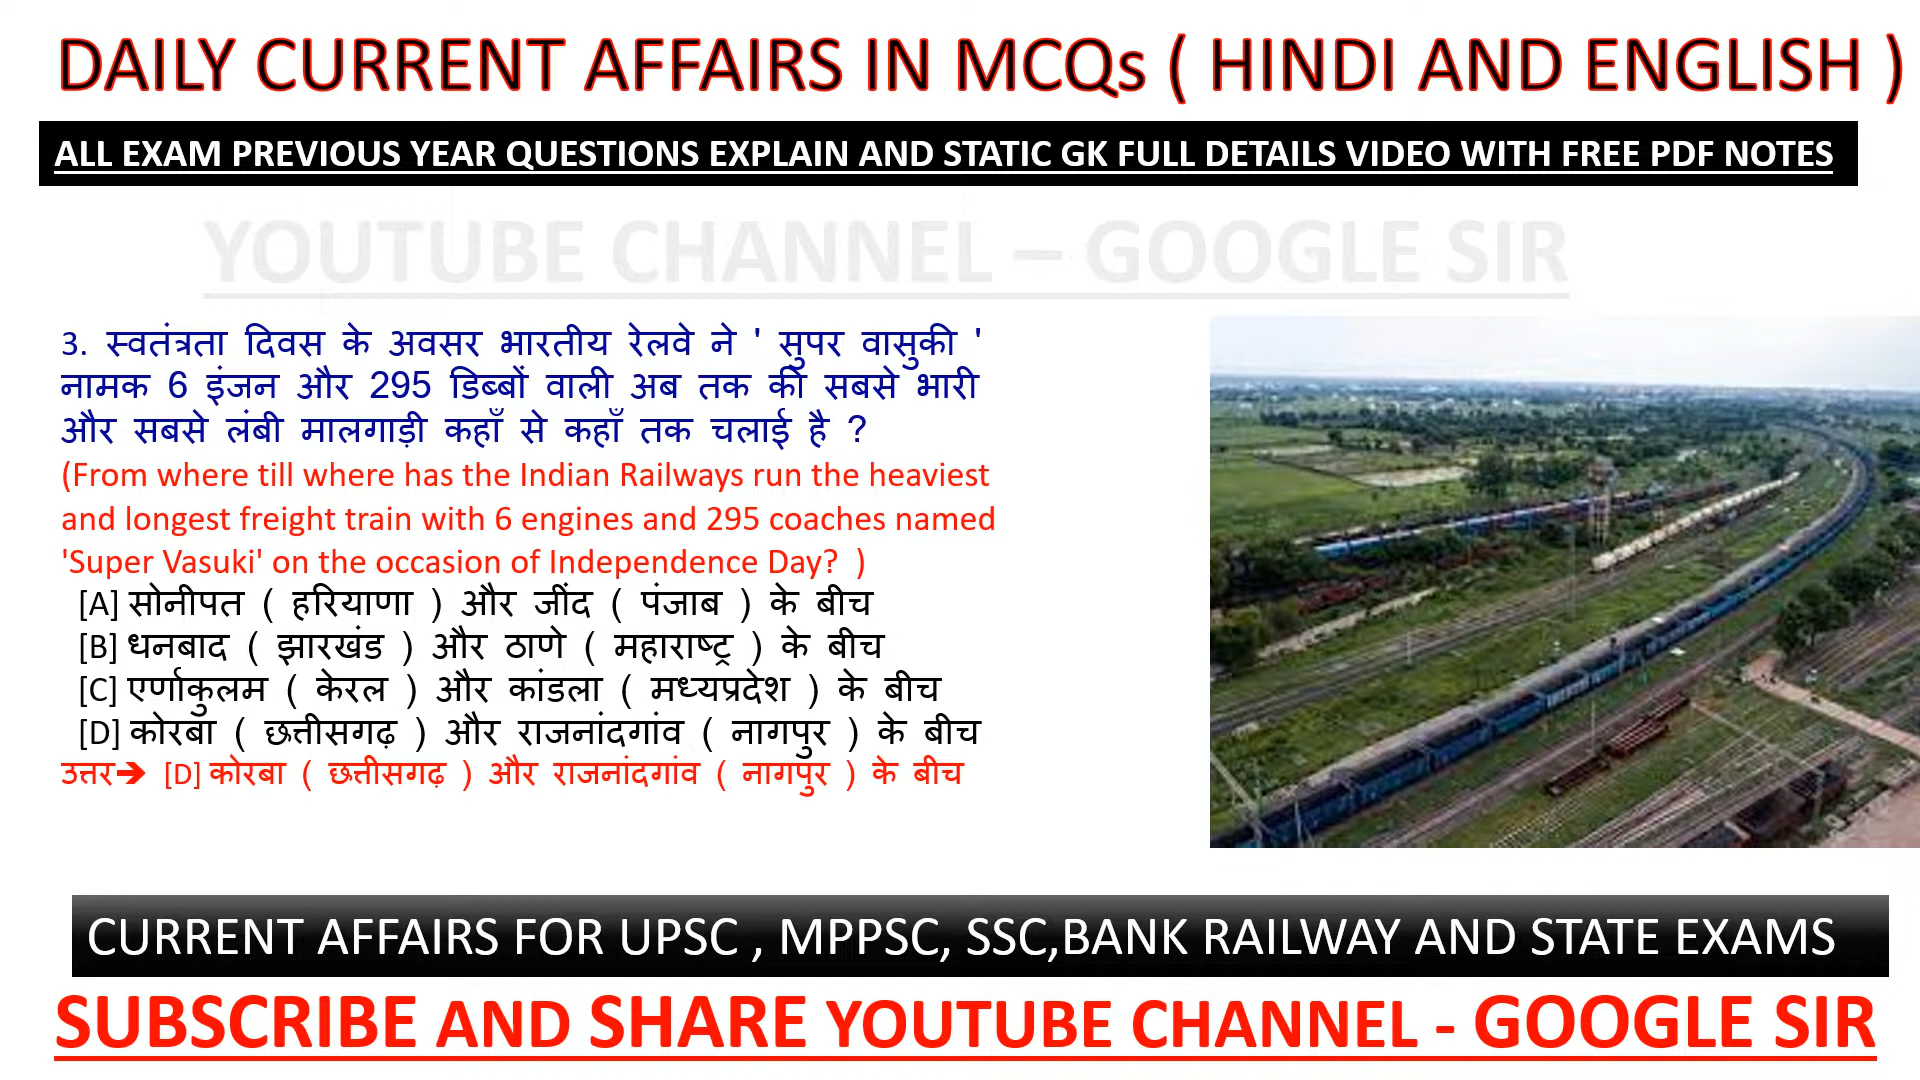 DAILY CURRENT AFFAIRS IN MCQs ( HINDI AND ENGLISH )
ALL EXAM PREVIOUS YEAR QUESTIONS EXPLAIN AND STATIC GK FULL DETAILS VIDEO WITH FREE PDF NOTES
YOUTUBE CHANNEL – GOOGLE SIR
3. स्वतंत्रता दिवस के अवसर भारतीय रेलवे ने ' सुपर वासुकी '
नामक 6 इंजन और 295 डिब्बों वाली अब तक की सबसे भारी
और सबसे लंबी मालगाड़ी कहाँ से कहाँ तक चलाई है ?
(From where till where has the Indian Railways run the heaviest
and longest freight train with 6 engines and 295 coaches named
'Super Vasuki' on the occasion of Independence Day? )
[A] सोनीपत ( हरियाणा ) और जींद ( पंजाब ) के बीच
[B] धनबाद ( झारखंड ) और ठाणे ( महाराष्ट्र ) के बीच
[C] एर्णाकुलम ( केरल ) और कांडला ( मध्यप्रदेश ) के बीच
[D] कोरबा ( छत्तीसगढ़ ) और राजनांदगांव ( नागपुर ) के बीच
उत्तर➔ [D] कोरबा ( छत्तीसगढ़ ) और राजनांदगांव ( नागपुर ) के बीच
CURRENT AFFAIRS FOR UPSC , MPPSC, SSC,BANK RAILWAY AND STATE EXAMS
SUBSCRIBE AND SHARE YOUTUBE CHANNEL - GOOGLE SIR